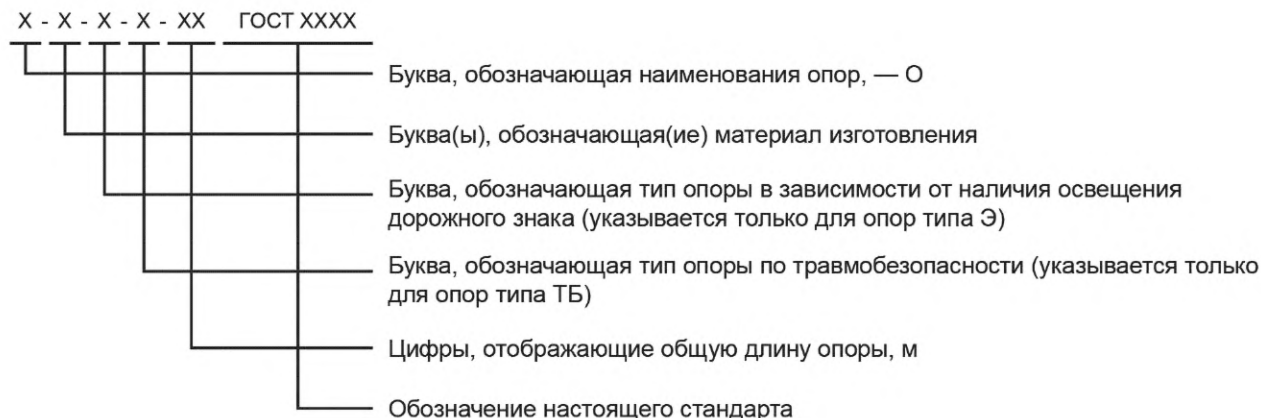 Х - Х - Х - Х - ХХ ГОСТ ХХХХ
Буква, обозначающая наименования опор, — О
Буква(ы), обозначающая(ие) материал изготовления
Буква, обозначающая тип опоры в зависимости от наличия освещения
дорожного знака (указывается только для опор типа Э)
Буква, обозначающая тип опоры по травмобезопасности (указывается только
для опор типа ТБ)
Цифры, отображающие общую длину опоры, м
Обозначение настоящего стандарта